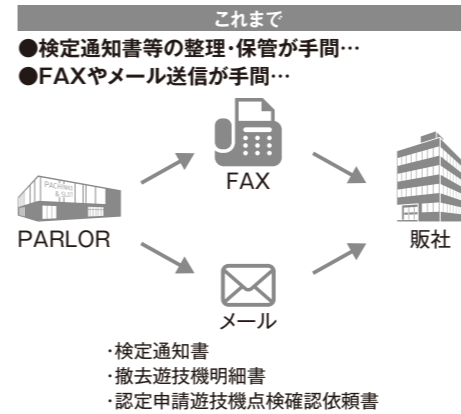 これまで
●検定通知書等の整理・保管が手間…
●FAXやメール送信が手間…
PACHINKO
& SLOT
FAX
PARLOR
販社
メール
・検定通知書
・撤去遊技機明細書
・認定申請遊技機点検確認依頼書